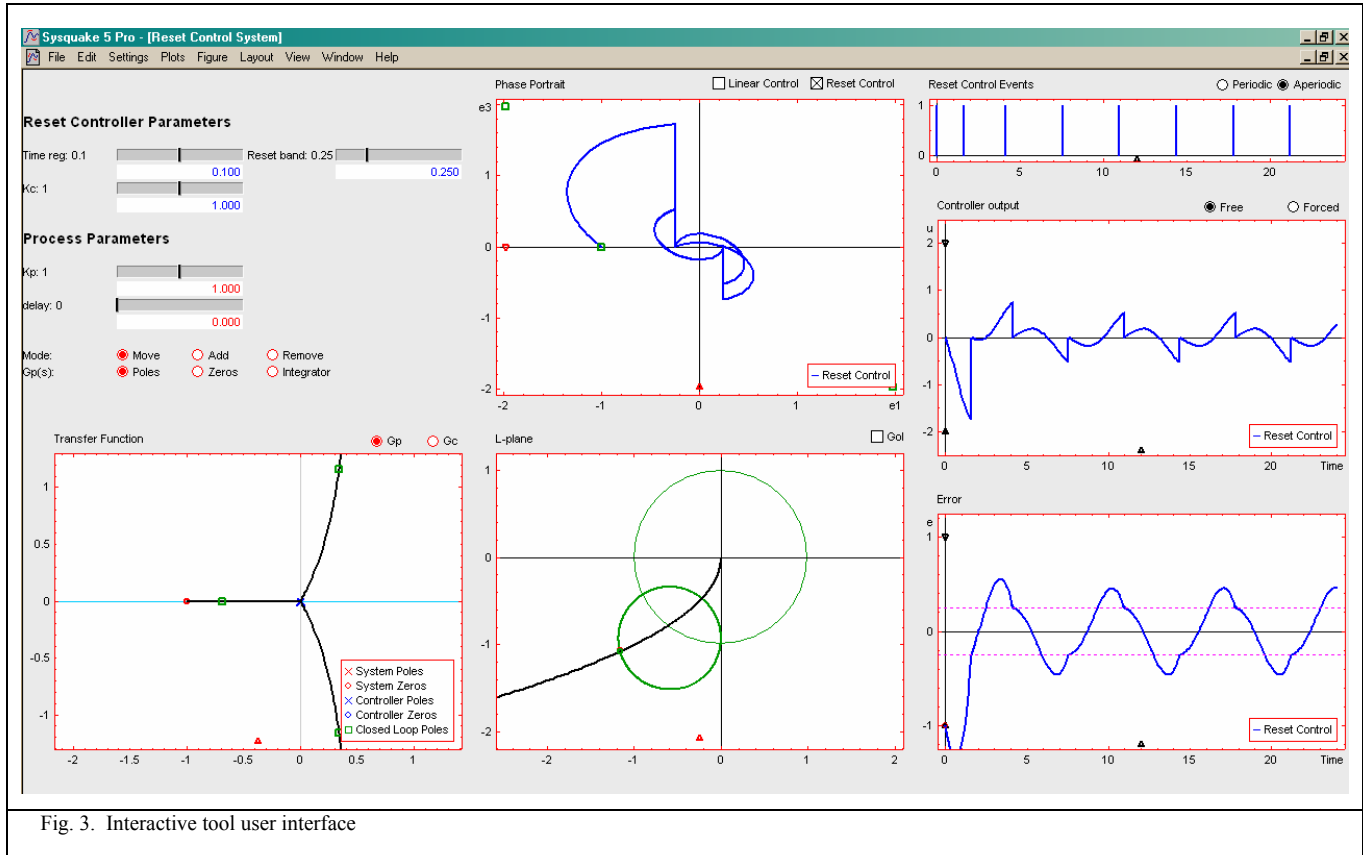 Sysquake 5 Pro - [Reset Control System]
File Edit Settings Plots Figure Layout View Window Help
Reset Controller Parameters
Time reg: 0.1
0.100
Reset band: 0.25
0.250
Kc: 1
1.000
Process Parameters
Kp: 1
1.000
delay: 0
0.000
Mode: Move Add Remove
Gp(s): Poles Zeros Integrator
Phase Portrait Linear Control Reset Control
e3
1
0
-1
-2
-2 -1 0 1 e1
Reset Control
Reset Control Events Periodic Aperiodic
1
0
0 5 10 15 20
Controller output Free Forced
u
2
1
0
-1
-2
0 5 10 15 20 Time
Reset Control
Transfer Function Gp Gc
1
0.5
0
-0.5
-1
-2 -1.5 -1 -0.5 0 0.5 1
System Poles
System Zeros
Controller Poles
Controller Zeros
Closed Loop Poles
L-plane Gol
1
0
-1
-2
-2 -1 0 1 2
Error
e
1
0
-1
0 5 10 15 20 Time
Reset Control
Fig. 3. Interactive tool user interface